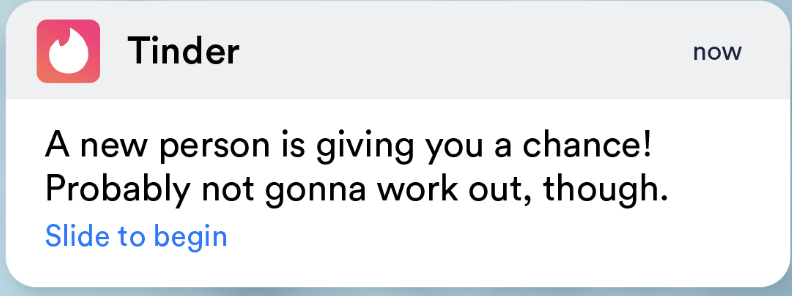 Tinder
now
A new person is giving you a chance!
Probably not gonna work out, though.
Slide to begin